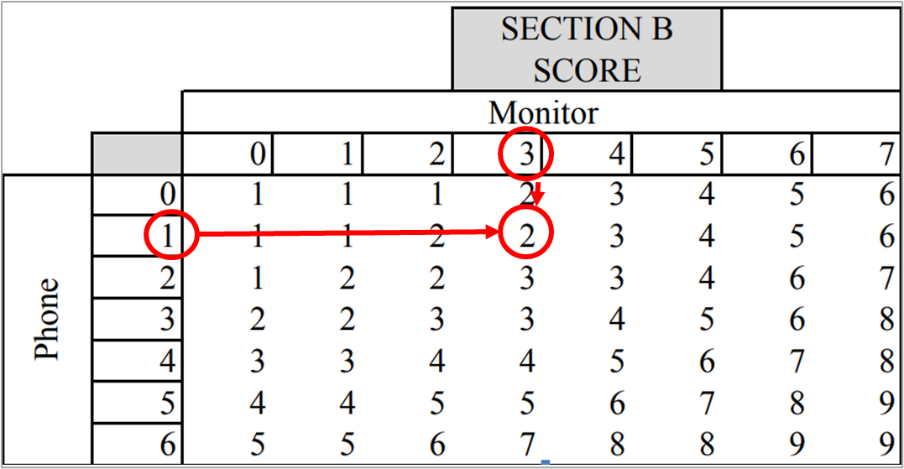 SECTION B
SCORE
Monitor
0 1 2 3 4 5 6 7
Phone
0 1 1 1 2 3 4 5 6
1 1 1 2 2 3 4 5 6
2 1 2 2 3 3 4 6 7
3 2 2 3 3 4 5 6 8
4 3 3 4 4 5 6 7 8
5 4 4 5 5 6 7 8 9
6 5 5 6 7 8 8 9 9